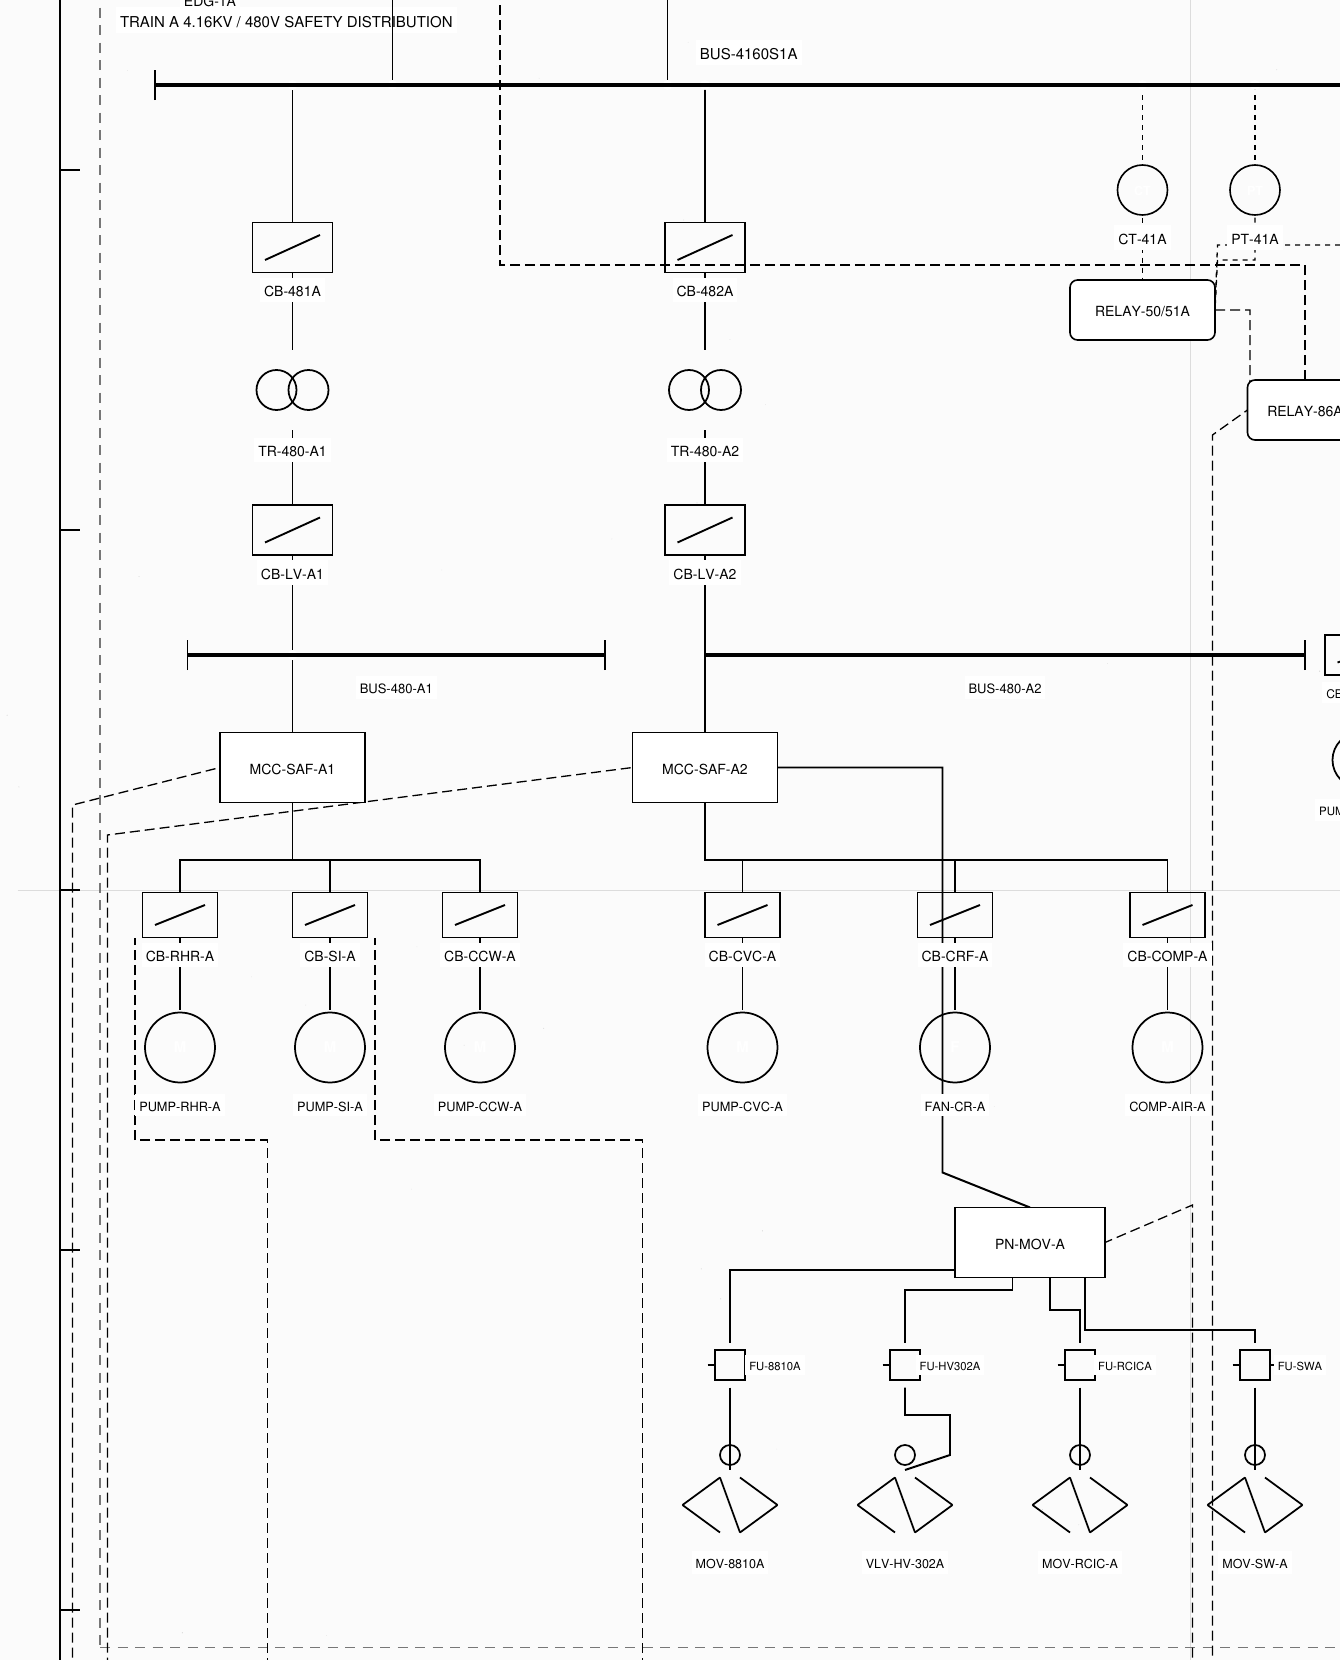 EDG-1A
TRAIN A 4.16KV / 480V SAFETY DISTRIBUTION
BUS-4160S1A
CT-41A
PT-41A
CB-481A
CB-482A
RELAY-50/51A
RELAY-86A
TR-480-A1
TR-480-A2
CB-LV-A1
CB-LV-A2
BUS-480-A1
BUS-480-A2
MCC-SAF-A1
MCC-SAF-A2
CB-RHR-A
CB-SI-A
CB-CCW-A
CB-CVC-A
CB-CRF-A
CB-COMP-A
PUMP-RHR-A
PUMP-SI-A
PUMP-CCW-A
PUMP-CVC-A
FAN-CR-A
COMP-AIR-A
PN-MOV-A
FU-8810A
FU-HV302A
FU-RCICA
FU-SWA
MOV-8810A
VLV-HV-302A
MOV-RCIC-A
MOV-SW-A